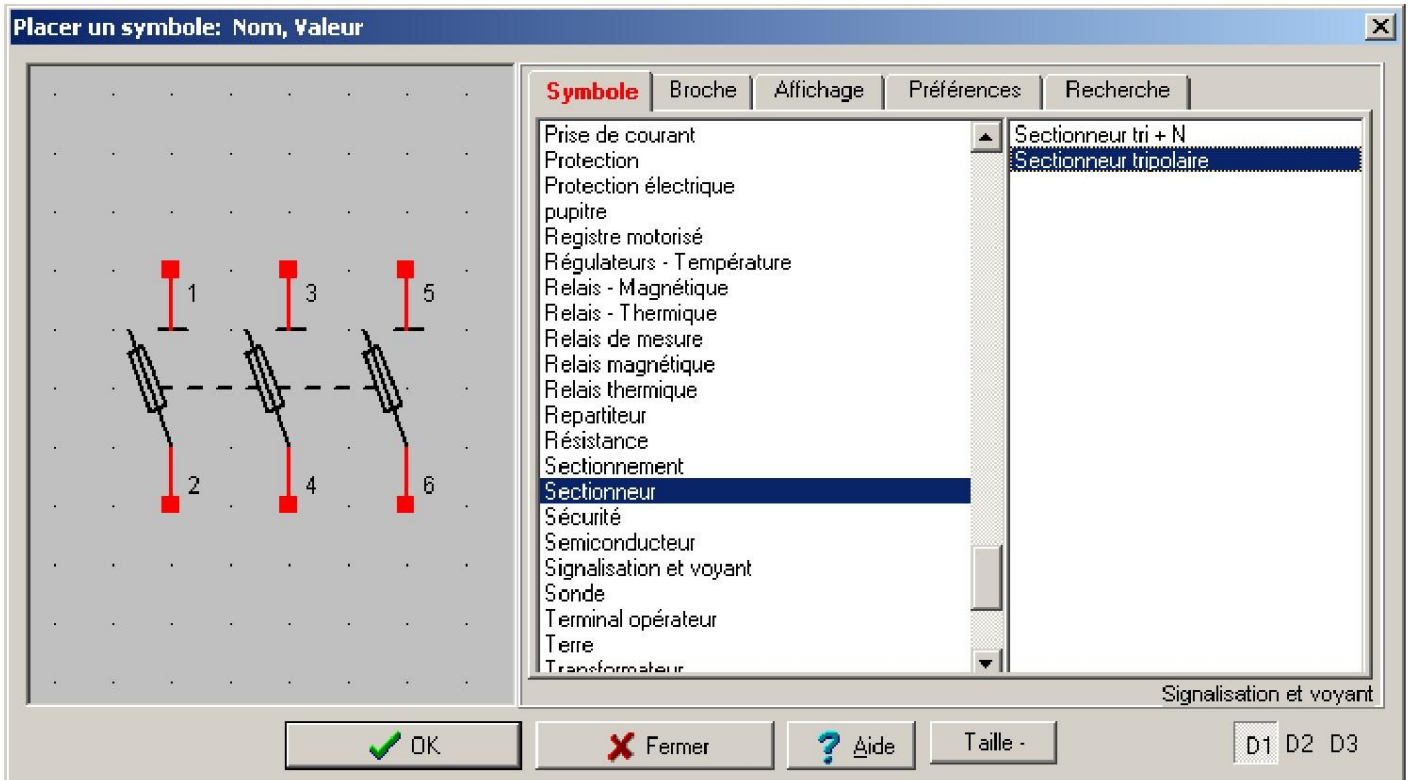 Placer un symbole: Nom, Valeur
Symbole Broche Affichage Préférences Recherche
1 3 5
2 4 6
Prise de courant
Protection
Protection électrique
pupitre
Registre motorisé
Régulateurs - Température
Relais - Magnétique
Relais - Thermique
Relais de mesure
Relais magnétique
Relais thermique
Repartiteur
Résistance
Sectionnement
Sectionneur
Sécurité
Semiconducteur
Signalisation et voyant
Sonde
Terminal opérateur
Terre
Transformateur
Sectionneur tri + N
Sectionneur tripolaire
Signalisation et voyant
OK Fermer Aide Taille - D1 D2 D3